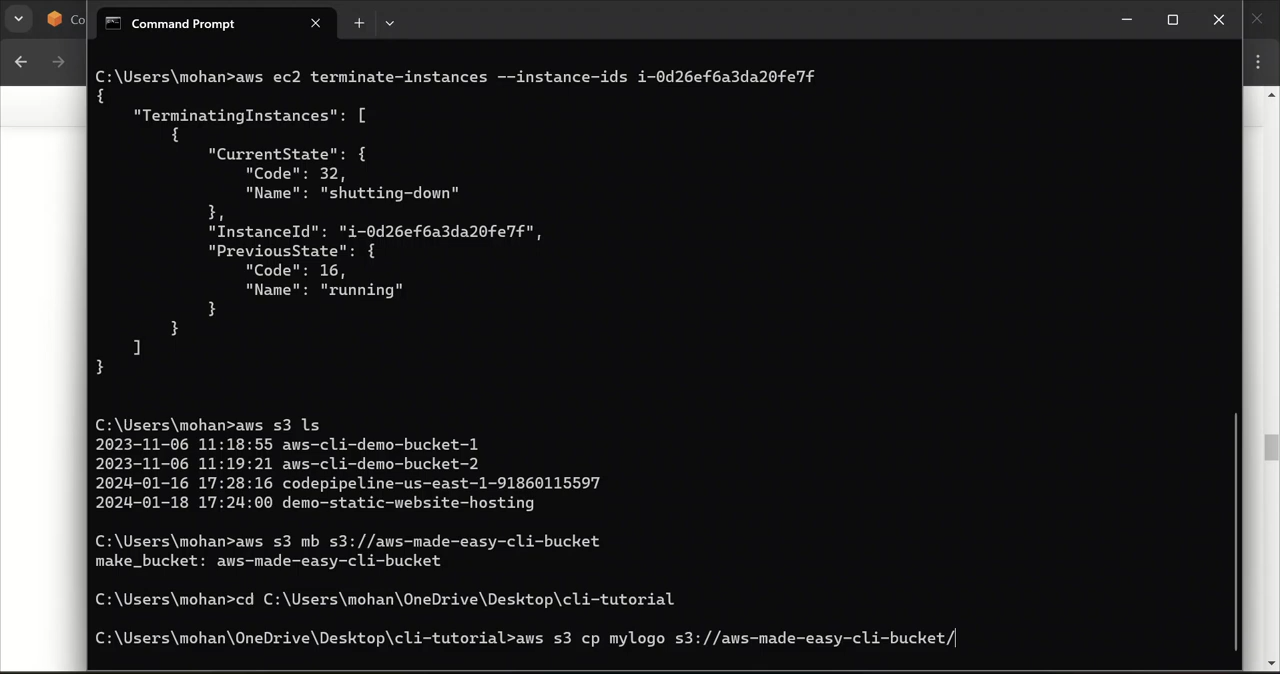 Co
Command Prompt
C:\Users\mohan>aws ec2 terminate-instances --instance-ids i-0d26ef6a3da20fe7f
{
    "TerminatingInstances": [
        {
            "CurrentState": {
                "Code": 32,
                "Name": "shutting-down"
            },
            "InstanceId": "i-0d26ef6a3da20fe7f",
            "PreviousState": {
                "Code": 16,
                "Name": "running"
            }
        }
    ]
}
C:\Users\mohan>aws s3 ls
2023-11-06 11:18:55 aws-cli-demo-bucket-1
2023-11-06 11:19:21 aws-cli-demo-bucket-2
2024-01-16 17:28:16 codepipeline-us-east-1-91860115597
2024-01-18 17:24:00 demo-static-website-hosting
C:\Users\mohan>aws s3 mb s3://aws-made-easy-cli-bucket
make_bucket: aws-made-easy-cli-bucket
C:\Users\mohan>cd C:\Users\mohan\OneDrive\Desktop\cli-tutorial
C:\Users\mohan\OneDrive\Desktop\cli-tutorial>aws s3 cp mylogo s3://aws-made-easy-cli-bucket/